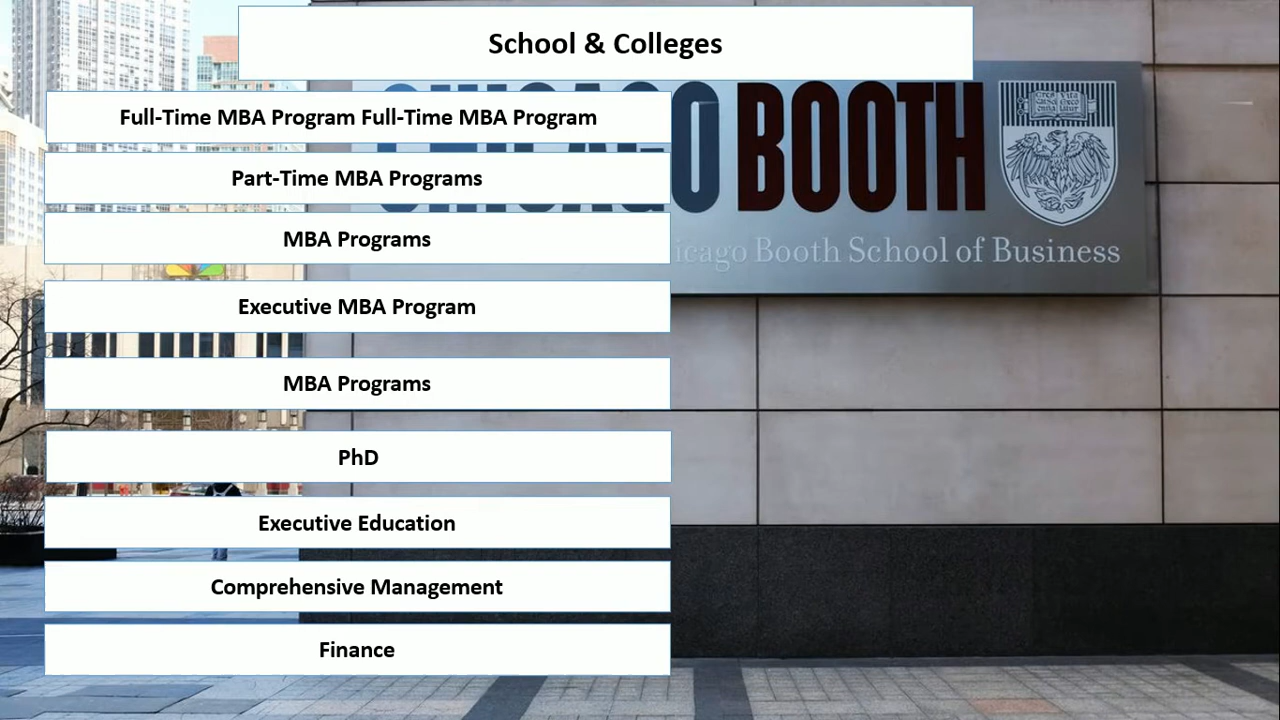 School & Colleges
Full-Time MBA Program Full-Time MBA Program
Part-Time MBA Programs
MBA Programs
Executive MBA Program
MBA Programs
PhD
Executive Education
Comprehensive Management
Finance
BOOTH
Booth School of Business